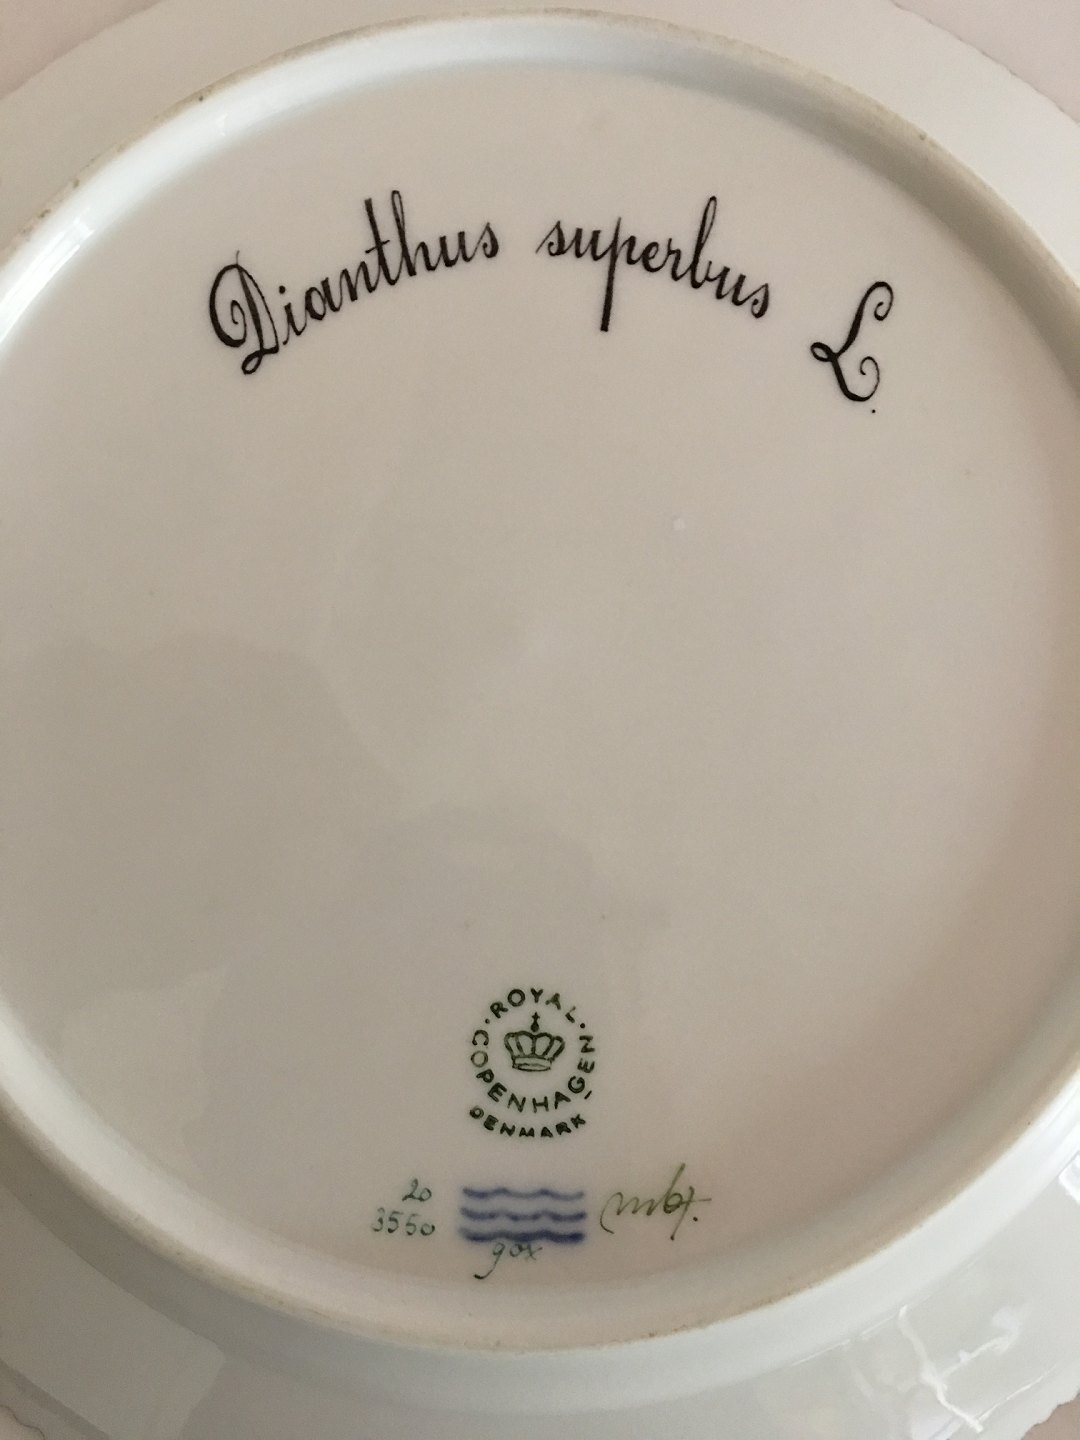 Dianthus superbus L.
· ROYAL ·
COPENHAGEN
DENMARK
20
3550